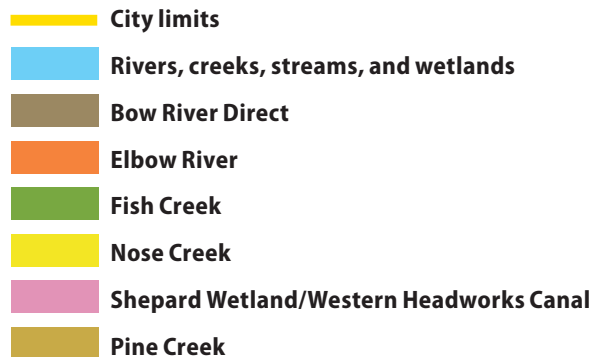 City limits
Rivers, creeks, streams, and wetlands
Bow River Direct
Elbow River
Fish Creek
Nose Creek
Shepard Wetland/Western Headworks Canal
Pine Creek